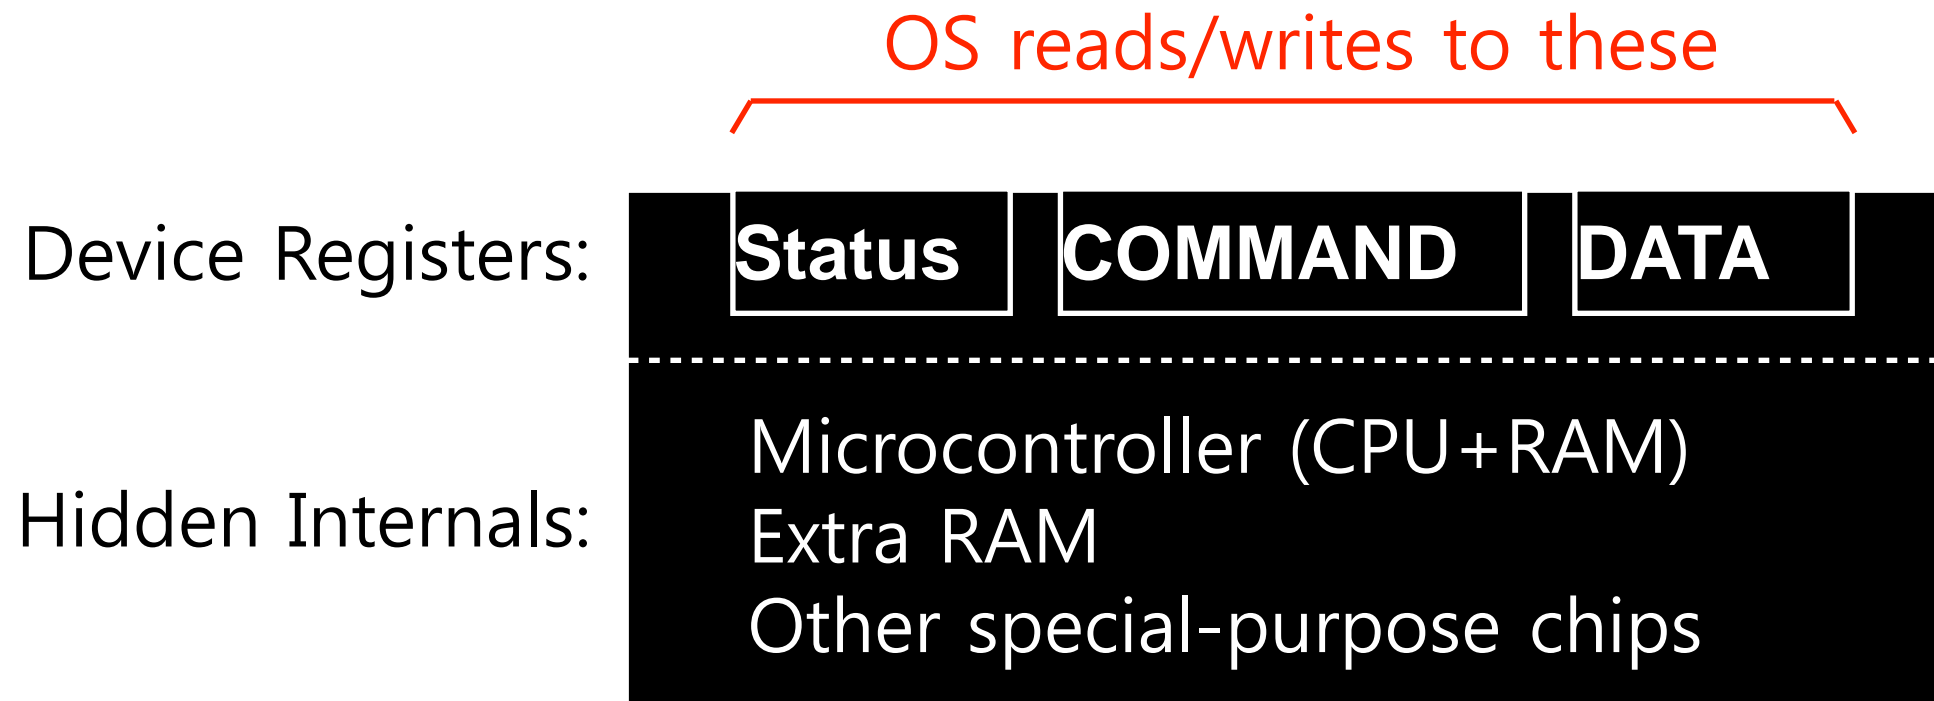 OS reads/writes to these
Device Registers: Status COMMAND DATA
Microcontroller (CPU+RAM)
Hidden Internals: Extra RAM
Other special-purpose chips